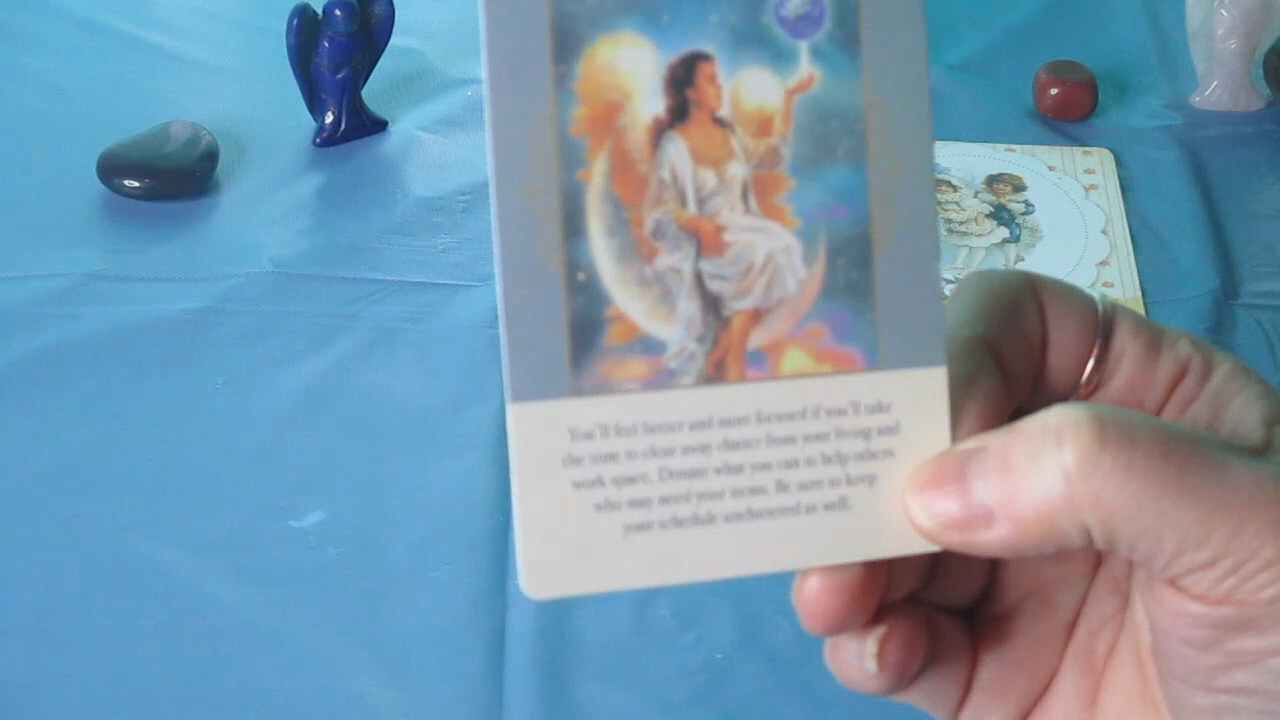 You'll feel better and more focused if you'll take
the time to clear away clutter from your living and
work space. Donate what you can to help others
who may need your items. Be sure to keep
your schedule uncluttered as well.